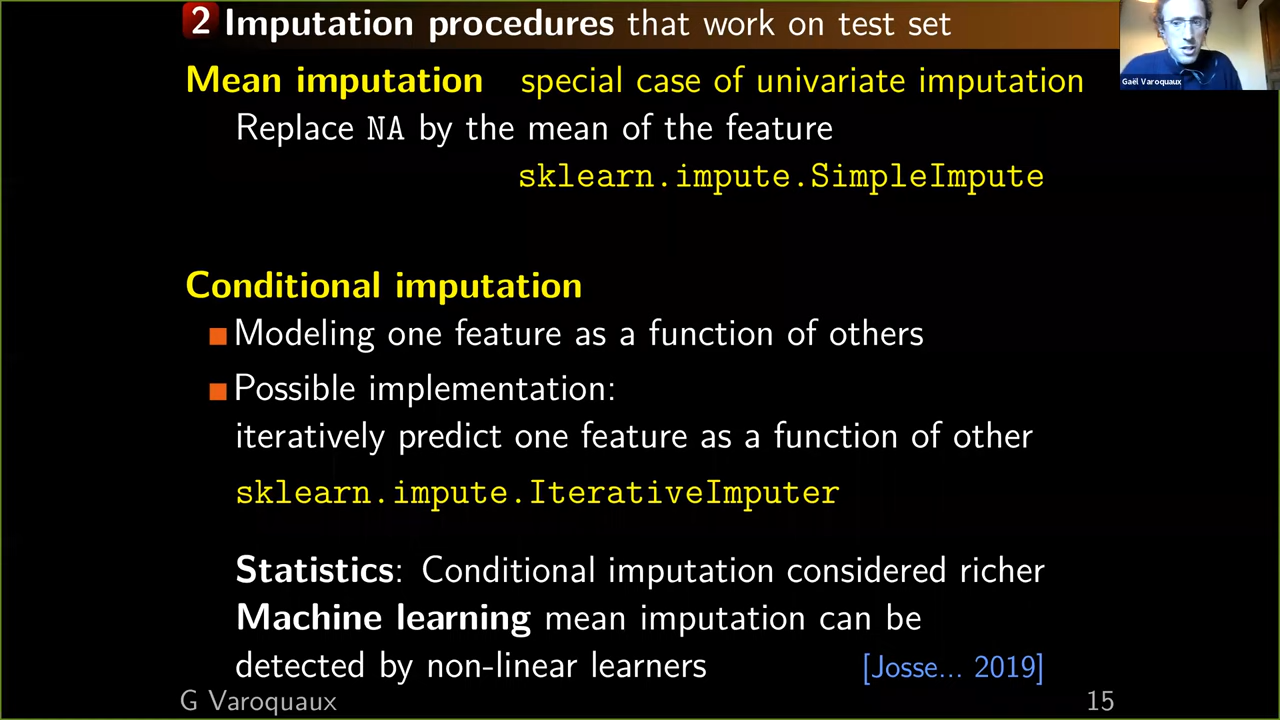 2 Imputation procedures that work on test set
Gaël Varoquaux
Mean imputation special case of univariate imputation
Replace NA by the mean of the feature
sklearn.impute.SimpleImpute
Conditional imputation
Modeling one feature as a function of others
Possible implementation:
iteratively predict one feature as a function of other
sklearn.impute.IterativeImputer
Statistics: Conditional imputation considered richer
Machine learning mean imputation can be
detected by non-linear learners [Josse... 2019]
G Varoquaux 15